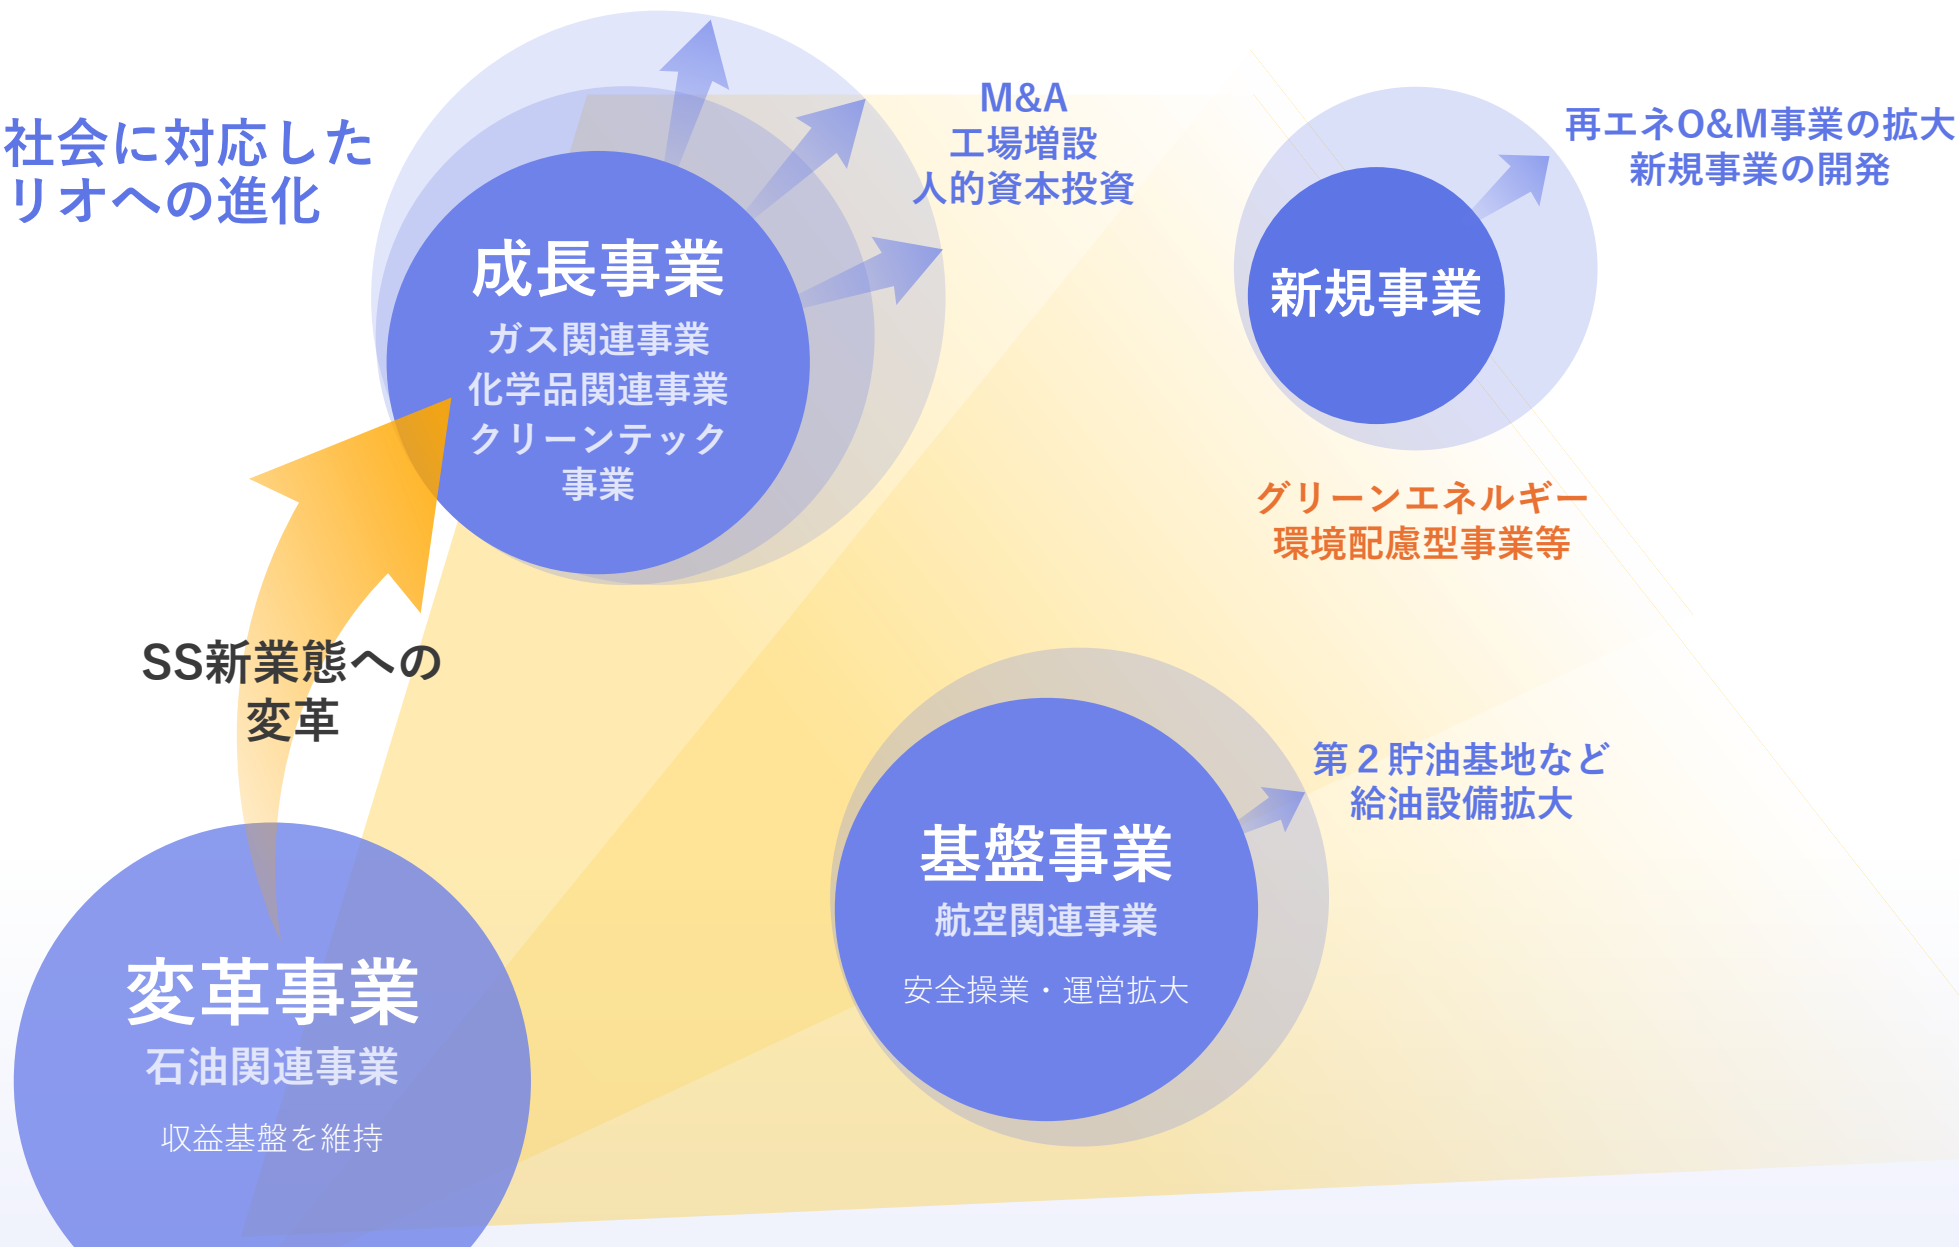 社会に対応した
リオへの進化
成長事業
ガス関連事業
化学品関連事業
クリーンテック
事業
M&A
工場増設
人的資本投資
新規事業
再エネO&M事業の拡大
新規事業の開発
グリーンエネルギー
環境配慮型事業等
SS新業態への
変革
基盤事業
航空関連事業
安全操業・運営拡大
第２貯油基地など
給油設備拡大
変革事業
石油関連事業
収益基盤を維持